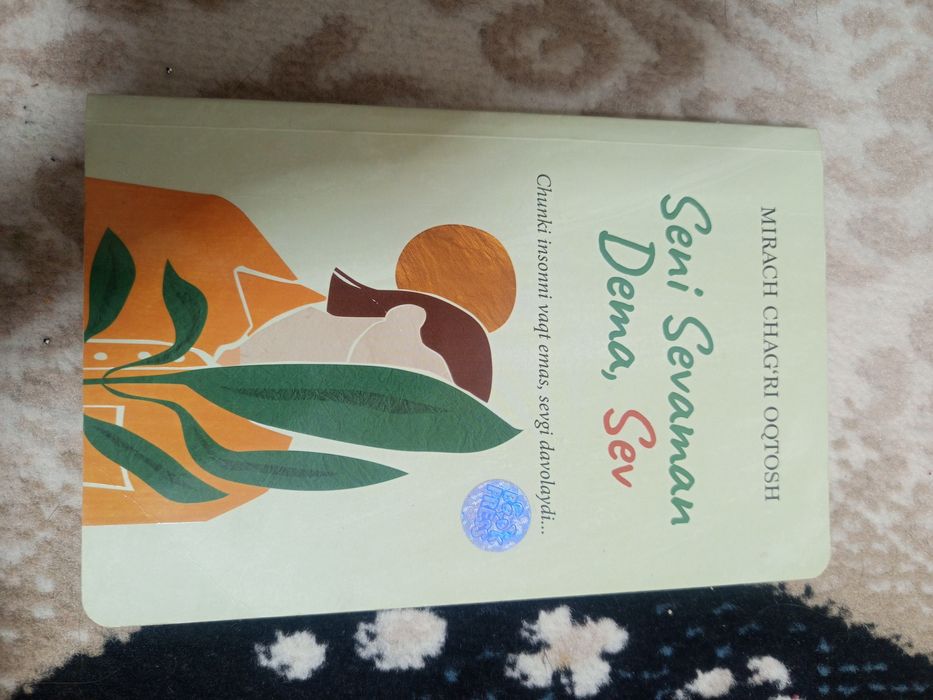 MIRACH CHAG‘RI OQTOSH
Seni Sevaman
Dema, Sev
Chunki insonni vaqt emas, sevgi davolaydi...